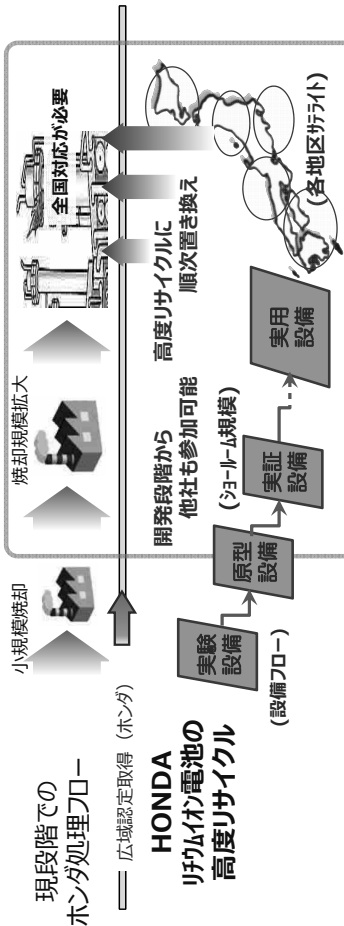 現段階での
ホンダ処理フロー
小規模焼却
焼却規模拡大
全国対応が必要
広域認定取得（ホンダ）
HONDA
リチウムイオン電池の
高度リサイクル
開発段階から
他社も参加可能
高度リサイクルに
順次置き換え
(設備フロー)
実験
設備
原型
設備
(ショールーム規模)
実証
設備
実用
設備
(各地区サテライト)